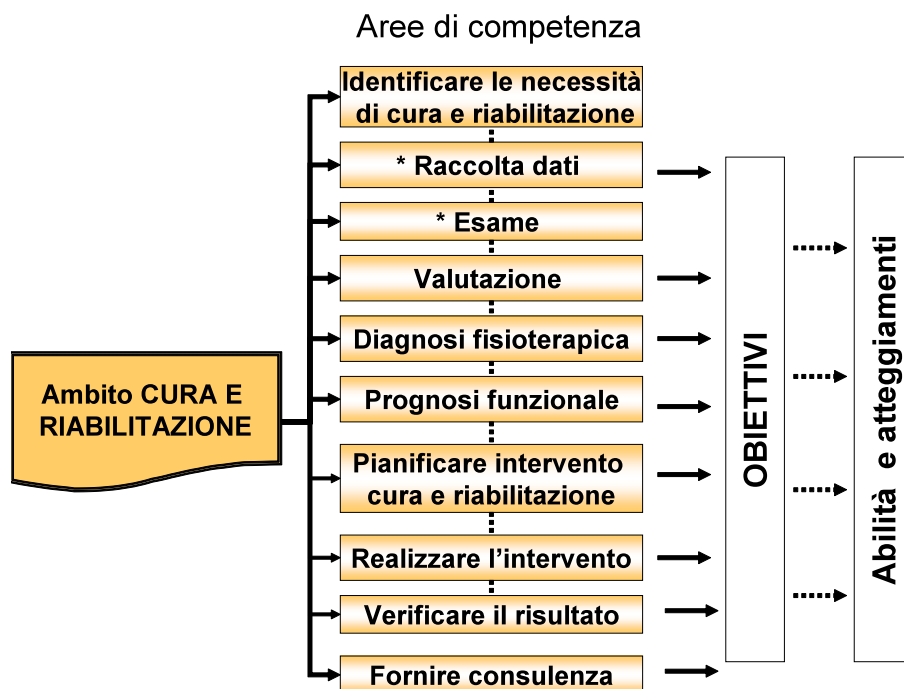 Aree di competenza
Identificare le necessità
di cura e riabilitazione
* Raccolta dati
* Esame
Valutazione
Diagnosi fisioterapica
Prognosi funzionale
Pianificare intervento
cura e riabilitazione
Realizzare l'intervento
Verificare il risultato
Fornire consulenza
Ambito CURA E
RIABILITAZIONE
OBIETTIVI
Abilità e atteggiamenti